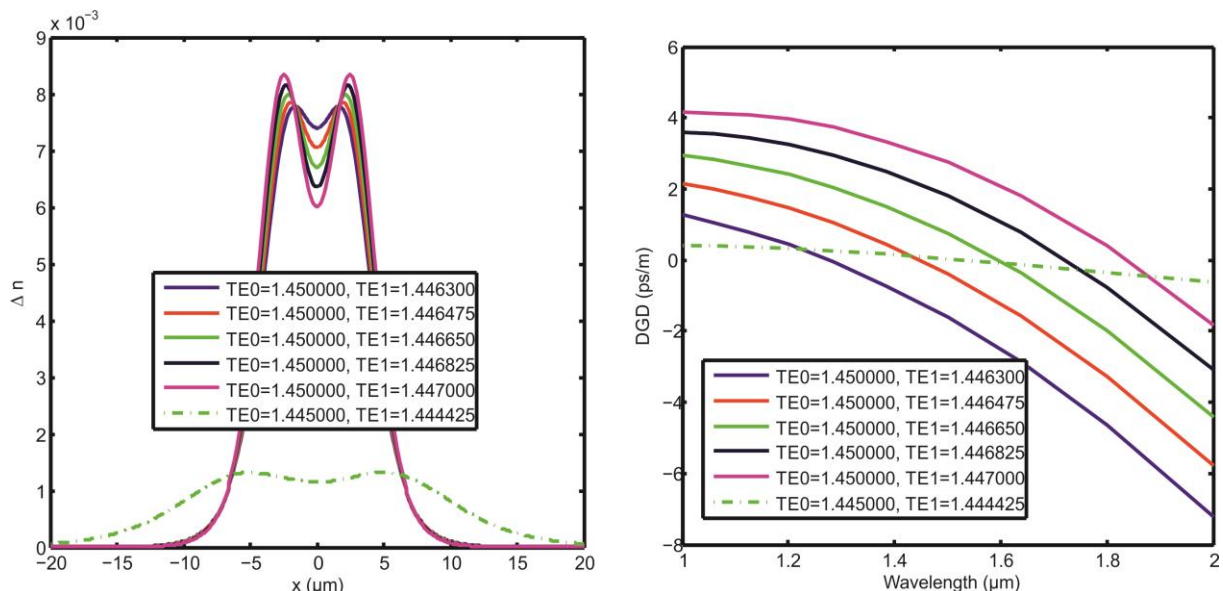 x 10⁻³
9
8
7
6
5
4
3
2
1
0
Δ n
TE0=1.450000, TE1=1.446300
TE0=1.450000, TE1=1.446475
TE0=1.450000, TE1=1.446650
TE0=1.450000, TE1=1.446825
TE0=1.450000, TE1=1.447000
TE0=1.445000, TE1=1.444425
−20 −15 −10 −5 0 5 10 15 20
x (μm)
6
4
2
0
−2
−4
−6
−8
DGD (ps/m)
TE0=1.450000, TE1=1.446300
TE0=1.450000, TE1=1.446475
TE0=1.450000, TE1=1.446650
TE0=1.450000, TE1=1.446825
TE0=1.450000, TE1=1.447000
TE0=1.445000, TE1=1.444425
1 1.2 1.4 1.6 1.8 2
Wavelength (μm)